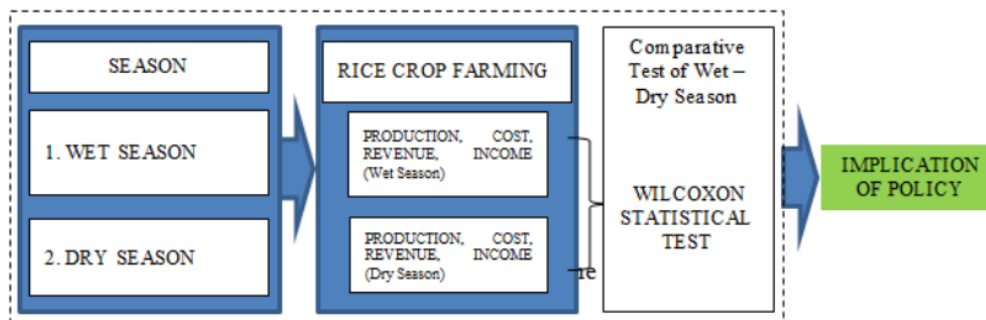 SEASON
1. WET SEASON
2. DRY SEASON
RICE CROP FARMING
PRODUCTION, COST,
REVENUE, INCOME
(Wet Season)
PRODUCTION, COST,
REVENUE, INCOME
(Dry Season)
re
Comparative
Test of Wet –
Dry Season
WILCOXON
STATISTICAL
TEST
IMPLICATION
OF POLICY